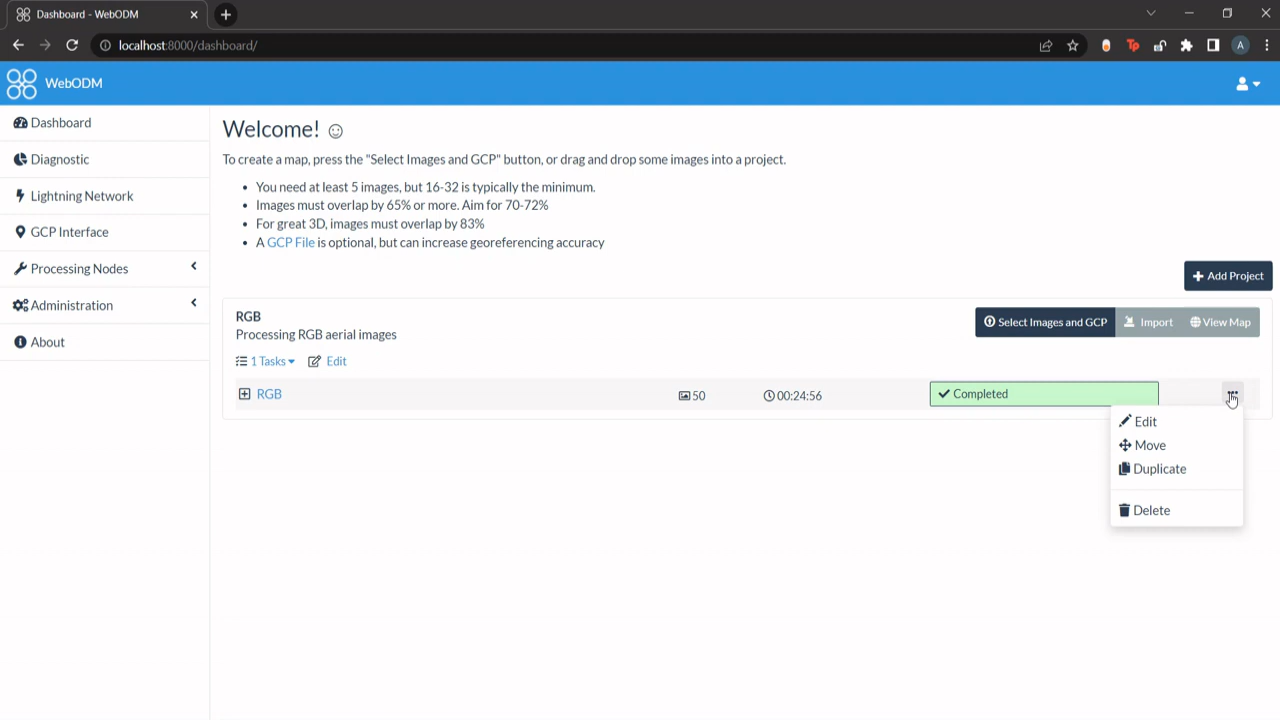 Dashboard - WebODM
localhost:8000/dashboard/
A
WebODM
Dashboard
Diagnostic
Lightning Network
GCP Interface
Processing Nodes
Administration
About
Welcome!
To create a map, press the "Select Images and GCP" button, or drag and drop some images into a project.
You need at least 5 images, but 16-32 is typically the minimum.
Images must overlap by 65% or more. Aim for 70-72%
For great 3D, images must overlap by 83%
A GCP File is optional, but can increase georeferencing accuracy
Add Project
RGB
Select Images and GCP Import View Map
Processing RGB aerial images
1 Tasks Edit
RGB 50 00:24:56 Completed
Edit
Move
Duplicate
Delete